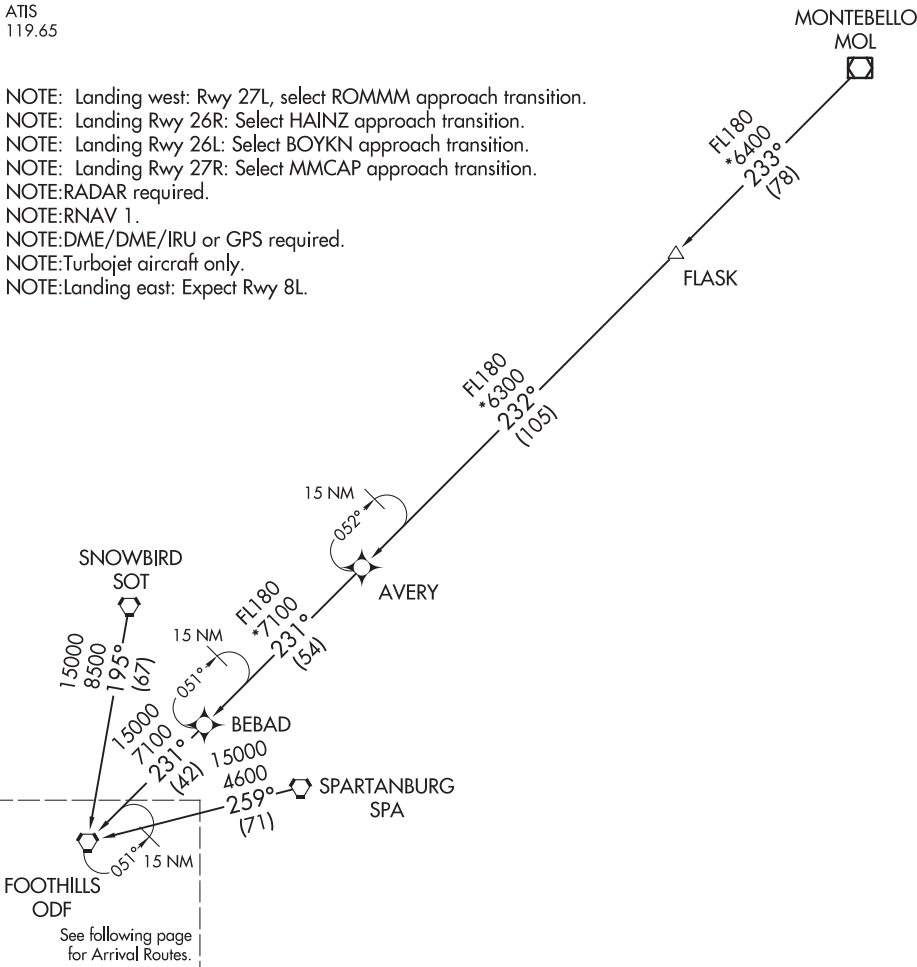 ATIS
119.65
MONTEBELLO
MOL
NOTE: Landing west: Rwy 27L, select ROMMM approach transition.
NOTE: Landing Rwy 26R: Select HAINZ approach transition.
NOTE: Landing Rwy 26L: Select BOYKN approach transition.
NOTE: Landing Rwy 27R: Select MMCAP approach transition.
NOTE:RADAR required.
NOTE:RNAV 1.
NOTE:DME/DME/IRU or GPS required.
NOTE:Turbojet aircraft only.
NOTE:Landing east: Expect Rwy 8L.
FL180
*6400
233°
(78)
FLASK
FL180
*6300
232°
(105)
15 NM
052°
AVERY
SNOWBIRD
SOT
FL180
*7100
231°
(54)
15 NM
051°
BEBAD
15000
8500
195°
(67)
15000
7100
231°
(42)
15000
4600
259°
(71)
SPARTANBURG
SPA
051°
15 NM
FOOTHILLS
ODF
See following page
for Arrival Routes.